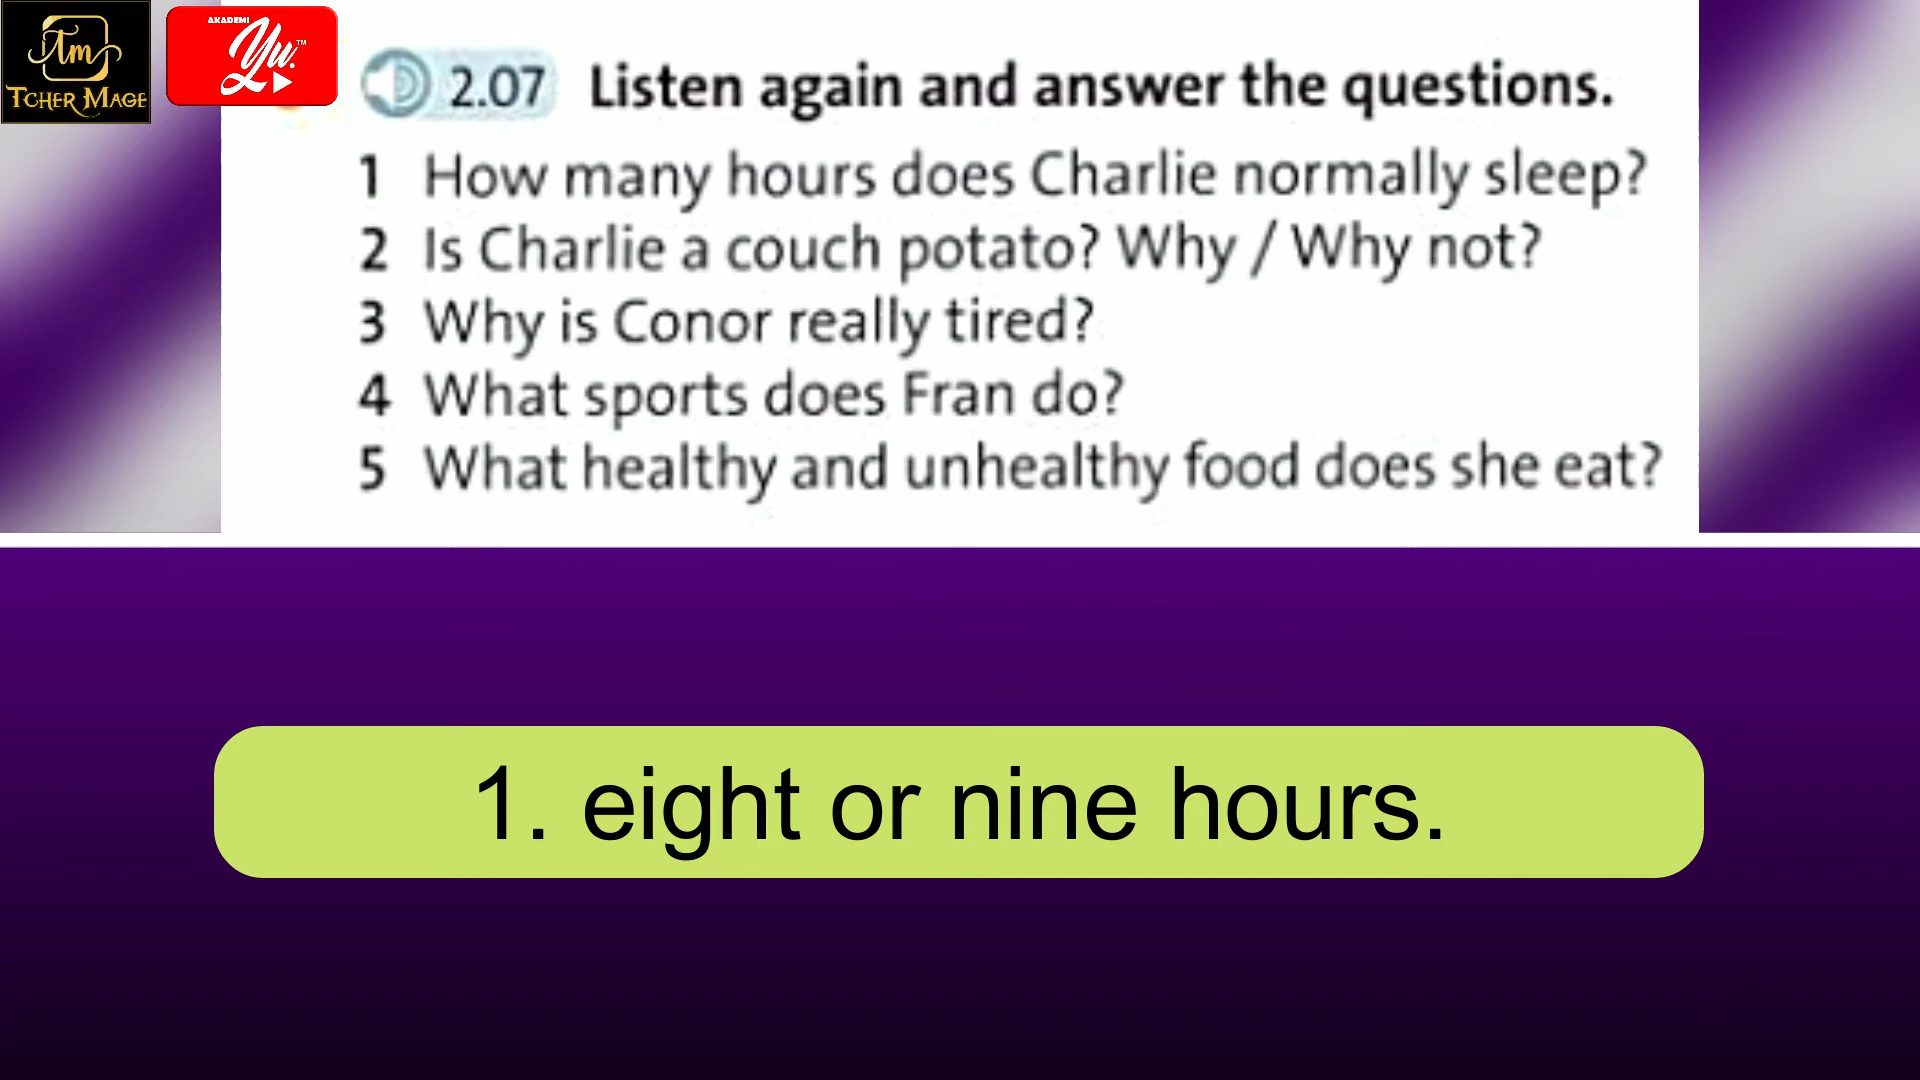 Tm
TCHER MAGE
AKADEMI
Yu.™
2.07 Listen again and answer the questions.
1 How many hours does Charlie normally sleep?
2 Is Charlie a couch potato? Why / Why not?
3 Why is Conor really tired?
4 What sports does Fran do?
5 What healthy and unhealthy food does she eat?
1. eight or nine hours.